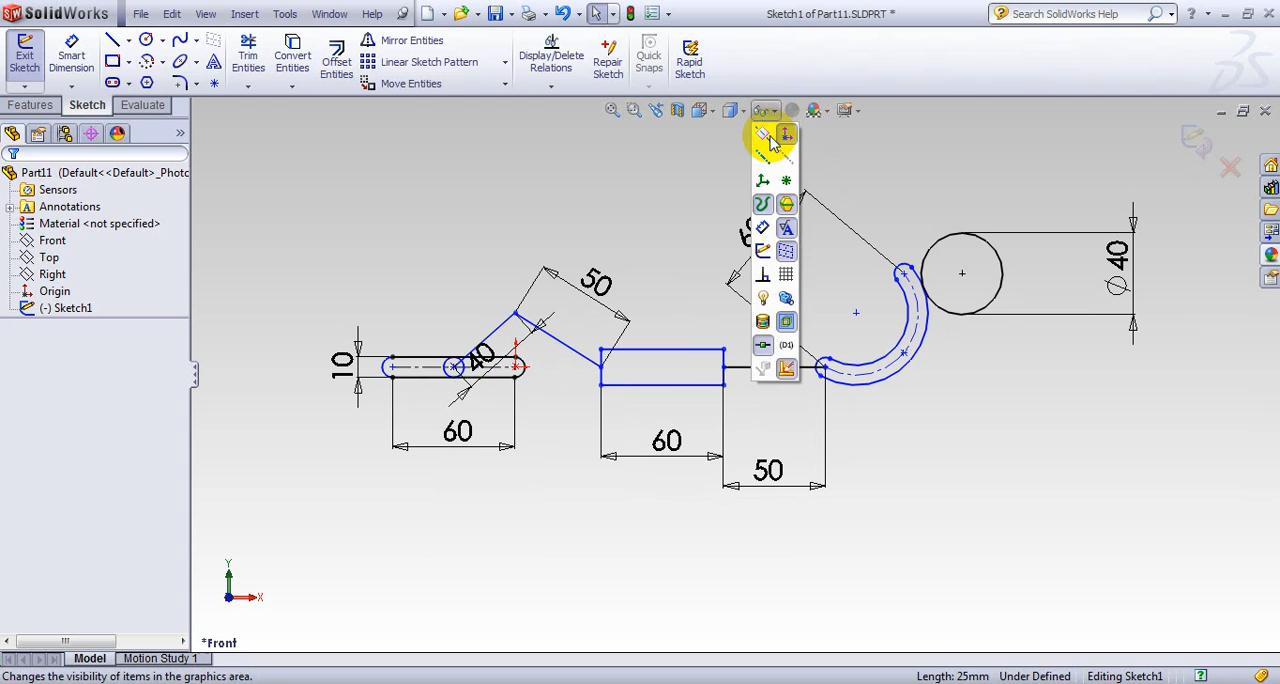 SolidWorks
File Edit View Insert Tools Window Help
Sketch1 of Part11.SLDPRT *
Search SolidWorks Help
?
Exit Sketch
Smart Dimension
Trim Entities
Convert Entities
Offset Entities
Mirror Entities
Linear Sketch Pattern
Move Entities
Display/Delete Relations
Repair Sketch
Quick Snaps
Rapid Sketch
Features Sketch Evaluate
Part11 (Default<<Default>_Photo
Sensors
Annotations
Material <not specified>
Front
Top
Right
Origin
(-) Sketch1
(D1)
50
40
10
60
60
50
Ø 40
Y
X
*Front
Model Motion Study 1
Changes the visibility of items in the graphics area.
Length: 25mm Under Defined Editing Sketch1